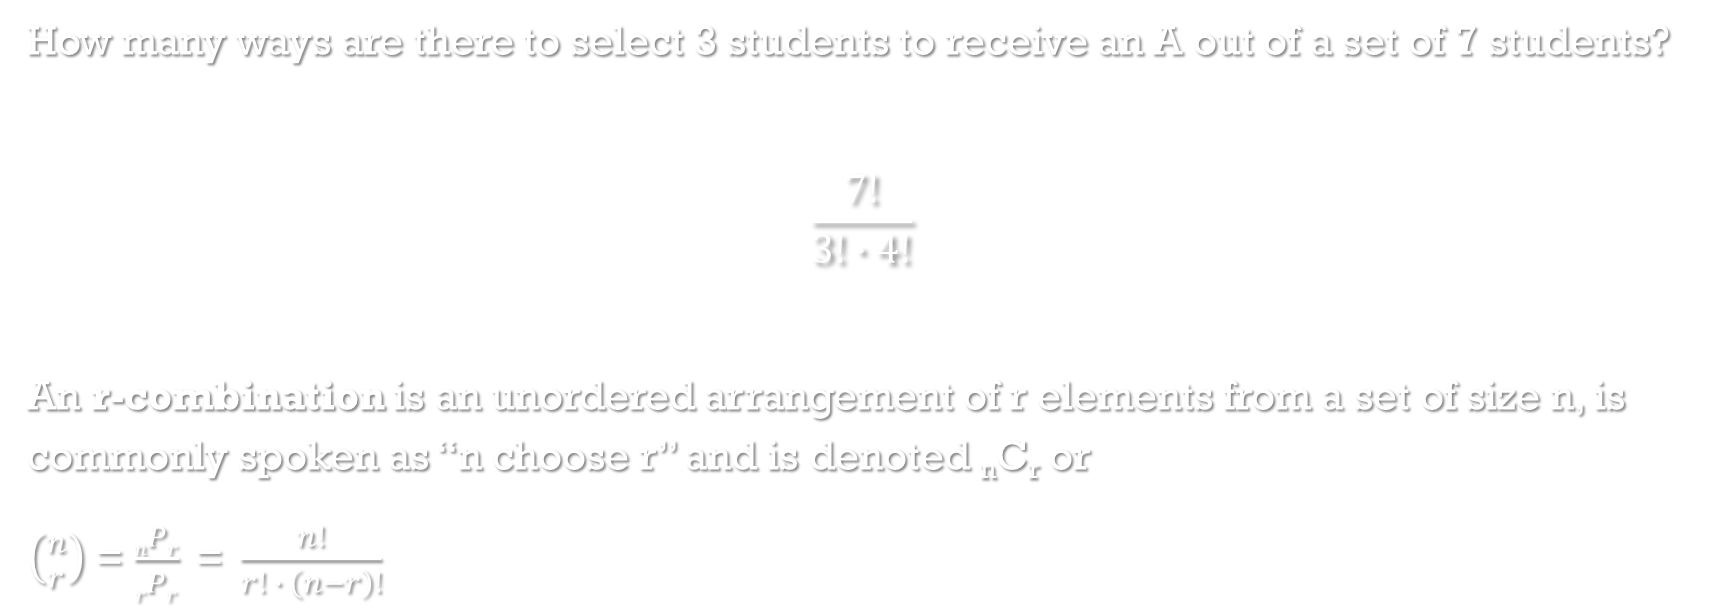 How many ways are there to select 3 students to receive an A out of a set of 7 students?
7!
3! · 4!
An r-combination is an unordered arrangement of r elements from a set of size n, is
commonly spoken as “n choose r” and is denoted ₙCᵣ or
(n r) = ₙPᵣ / ᵣPᵣ = n! / r! · (n−r)!